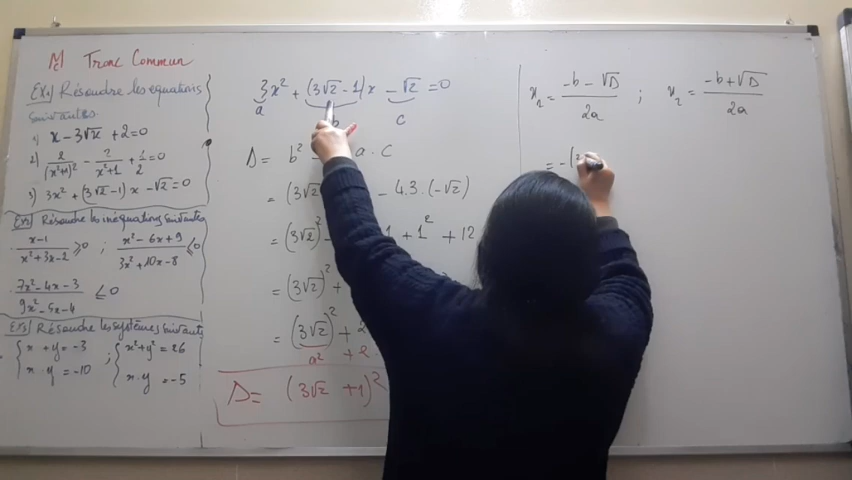 M Tronc Commun
Ex1) Résoudre les equations
suivantes
1) x - 3√x + 2 = 0
2) 2/(x²+1)² - 2/(x²+1) + 1/2 = 0
3) 3x² + (3√2 - 1)x - √2 = 0
Ex2) Résoudre les inéquations suivantes
· (x-1)/(x²+3x-2) ≥ 0 ; (x²-6x+9)/(3x²+10x-8) ≤ 0
· (7x²-4x-3)/(9x²-5x-4) ≤ 0
Ex3) Résoudre les systèmes suivants
{x + y = -3 ; {x² + y² = 26
x · y = -10 x · y = -5
3x² + (3√2 - 1)x - √2 = 0
a b c
Δ = b² - a · c
= (3√2 - 4.3.(-√2)
= (3√2)² 1 + 1² + 12
= (3√2)² +
= (3√2)² + 2
a² + 2
Δ = (3√2 + 1)²
= (-b - √Δ)/2a ; x₂ = (-b + √Δ)/2a
= -(